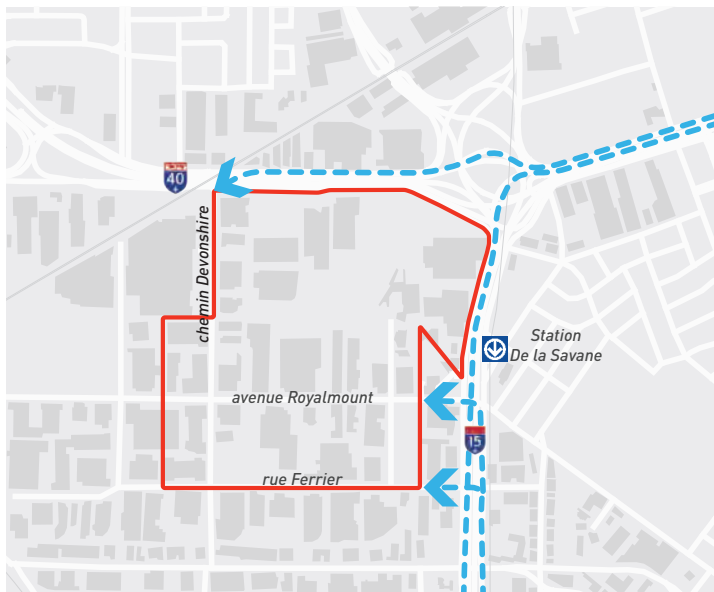 40
chemin Devonshire
Station
De la Savane
avenue Royalmount
15
rue Ferrier